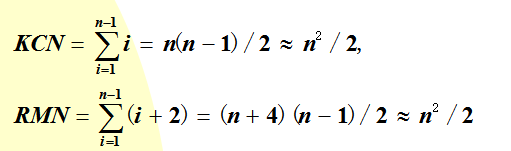 KCN = ∑_{i=1}^{n–1} i = n(n – 1) / 2 ≈ n² / 2,
RMN = ∑_{i=1}^{n–1} (i + 2) = (n + 4) (n – 1) / 2 ≈ n² / 2